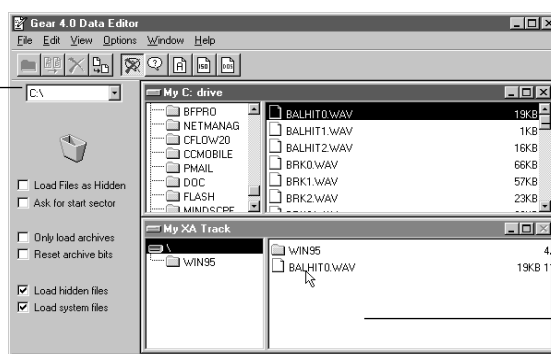 Gear 4.0 Data Editor
File Edit View Options Window Help
C:\
Load Files as Hidden
Ask for start sector
Only load archives
Reset archive bits
Load hidden files
Load system files
My C: drive
BFPRO
NETMANAG
CFLOW20
CCMOBILE
PMAIL
DOC
FLASH
MINDSCPE
BALHIT0.WAV 19KB
BALHIT1.WAV 1KB
BALHIT2.WAV 16KB
BRK0.WAV 66KB
BRK1.WAV 57KB
BRK2.WAV 23KB
My XA Track
\
WIN95
WIN95 4.
BALHIT0.WAV 19KB 1